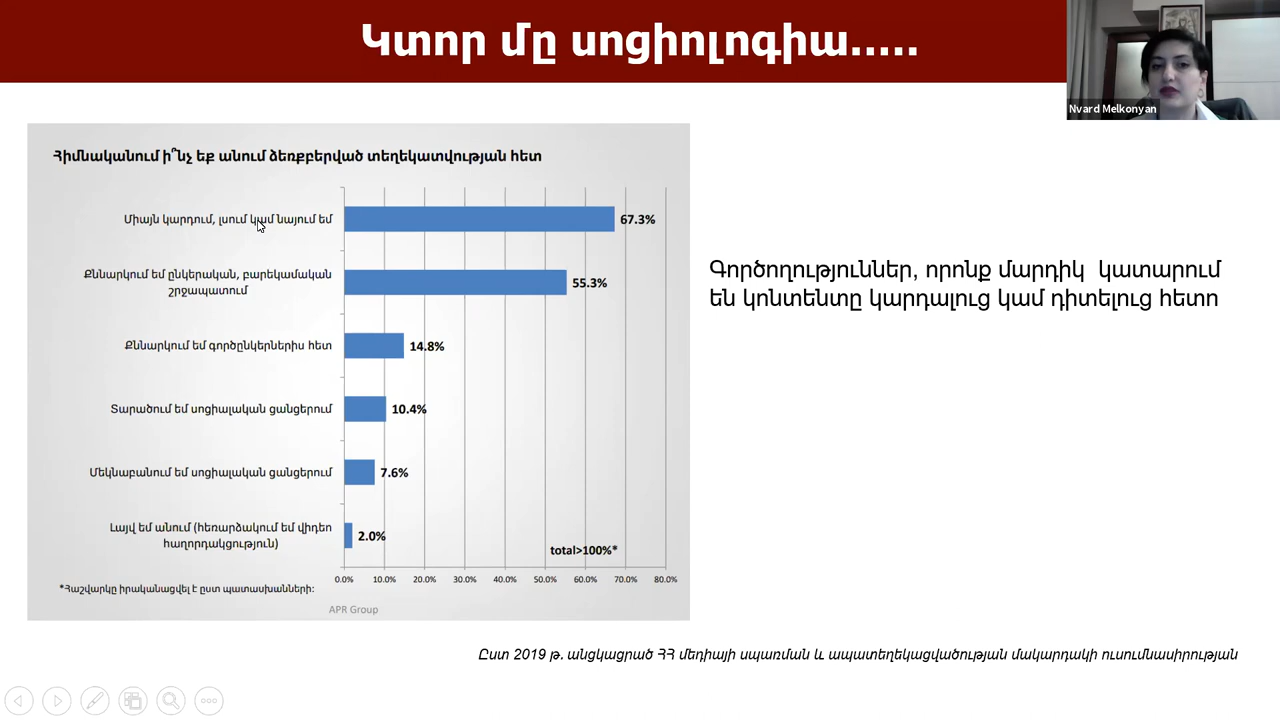 Կտոր մը սոցիոլոգիա.....
Nvard Melkonyan
Հիմնականում ի՞նչ եք անում ձեռքբերված տեղեկատվության հետ
Միայն կարդում, լսում կամ նայում եմ
67.3%
Քննարկում եմ ընկերական, բարեկամական
շրջապատում
55.3%
Քննարկում եմ գործընկերներիս հետ
14.8%
Տարածում եմ սոցիալական ցանցերում
10.4%
Մեկնաբանում եմ սոցիալական ցանցերում
7.6%
Լայվ եմ անում (հեռարձակում եմ վիդեո
հաղորդակցություն)
2.0%
total>100%*
0.0% 10.0% 20.0% 30.0% 40.0% 50.0% 60.0% 70.0% 80.0%
*Հաշվարկը իրականացվել է ըստ պատասխանների:
APR Group
Գործողություններ, որոնք մարդիկ կատարում
են կոնտենտը կարդալուց կամ դիտելուց հետո
Ըստ 2019 թ. անցկացրած ՀՀ մեդիայի սպառման և ապատեղեկացվածության մակարդակի ուսումնասիրության